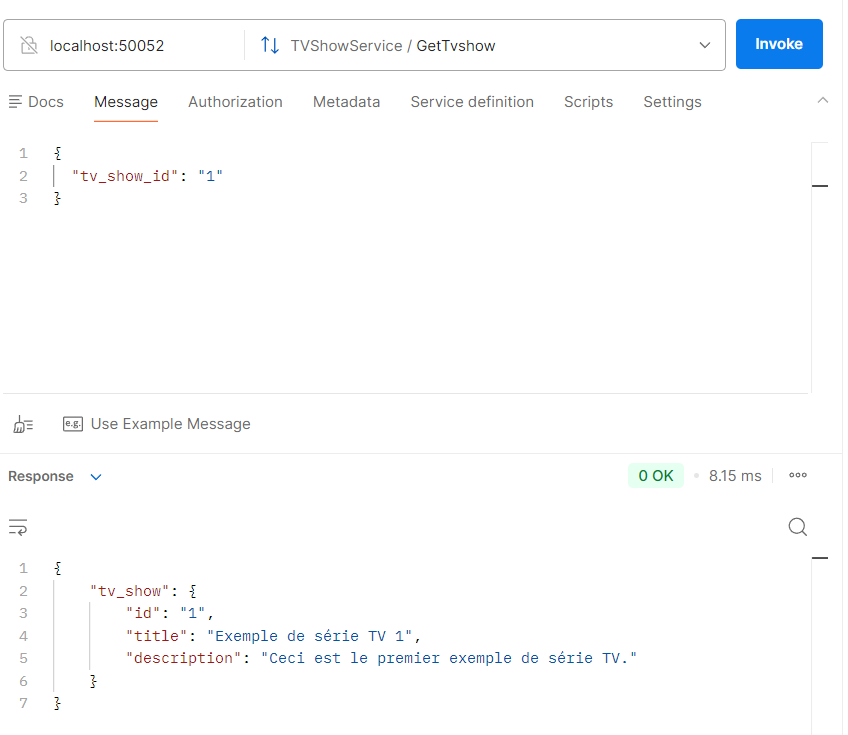 localhost:50052 TVShowService / GetTvshow Invoke
Docs Message Authorization Metadata Service definition Scripts Settings
1 {
2 "tv_show_id": "1"
3 }
e.g. Use Example Message
Response 0 OK 8.15 ms
1 {
2 "tv_show": {
3 "id": "1",
4 "title": "Exemple de série TV 1",
5 "description": "Ceci est le premier exemple de série TV."
6 }
7 }